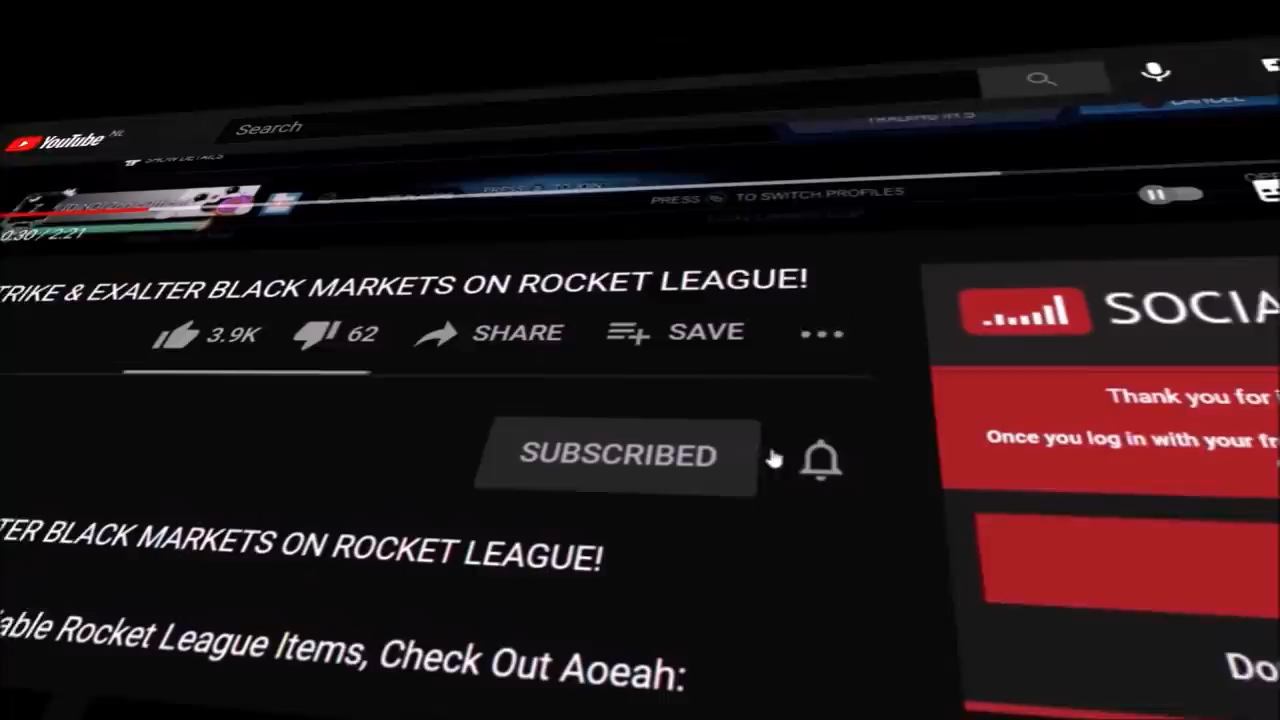 YouTube NL
Search
SHOW DETAILS
PRESS TO SWITCH PROFILES
0:30 / 2:21
TRIKE & EXALTER BLACK MARKETS ON ROCKET LEAGUE!
3.9K 62 SHARE SAVE
SOCIA
Thank you for
Once you log in with your fr
SUBSCRIBED
TER BLACK MARKETS ON ROCKET LEAGUE!
able Rocket League Items, Check Out Aoeah:
Do